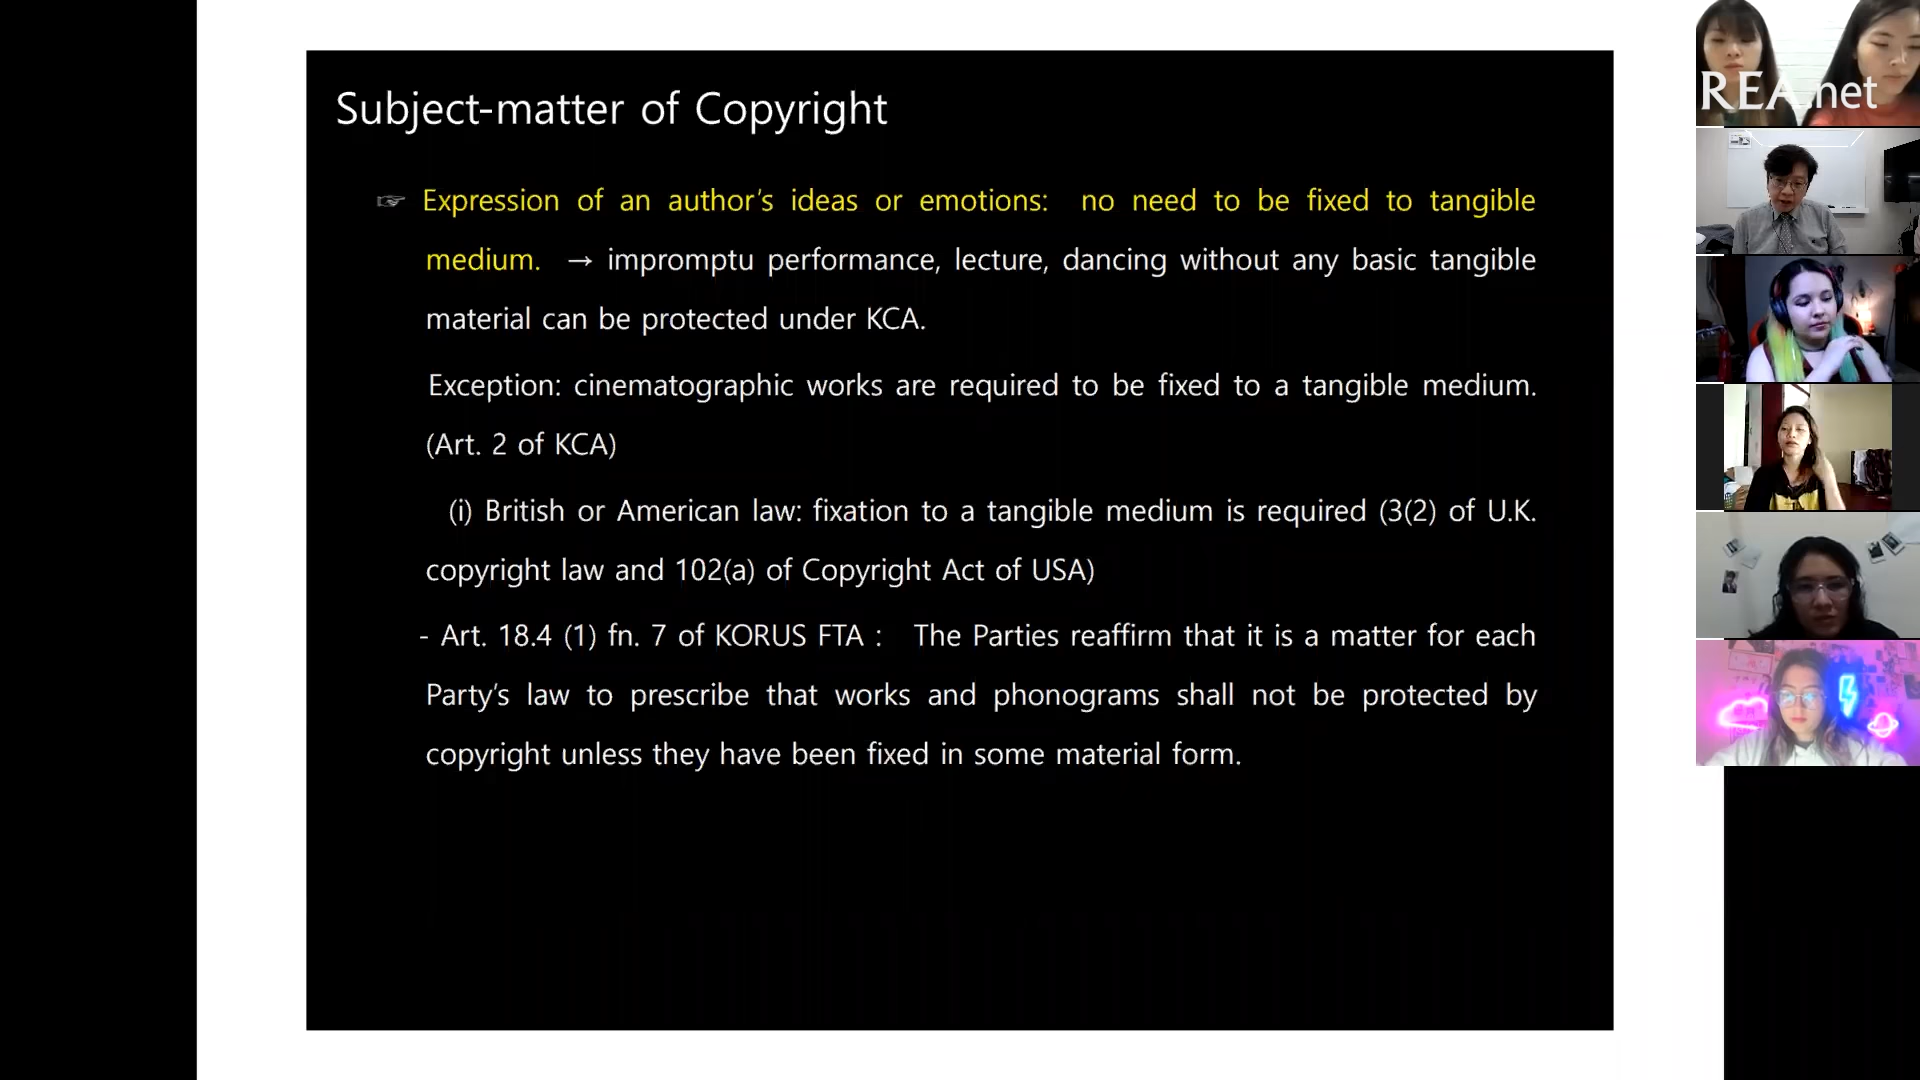 Subject-matter of Copyright
☞ Expression of an author’s ideas or emotions: no need to be fixed to tangible
medium. → impromptu performance, lecture, dancing without any basic tangible
material can be protected under KCA.
Exception: cinematographic works are required to be fixed to a tangible medium.
(Art. 2 of KCA)
(i) British or American law: fixation to a tangible medium is required (3(2) of U.K.
copyright law and 102(a) of Copyright Act of USA)
- Art. 18.4 (1) fn. 7 of KORUS FTA : The Parties reaffirm that it is a matter for each
Party’s law to prescribe that works and phonograms shall not be protected by
copyright unless they have been fixed in some material form.
REA.net